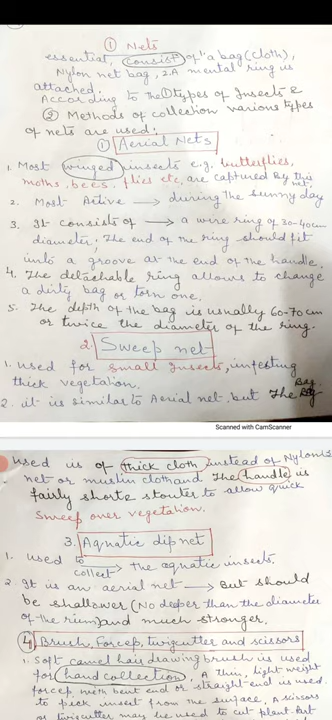 ① Nets
essential, consist of 1. a bag (cloth),
Nylon net bag, 2. A mental ring is
attached.
According to the ① types of Insects &
② Methods of collection various types
of nets are used:
① Aerial Nets
1. Most winged insects e.g. butterflies,
moths, bees, flies etc, are captured by this net,
2. Most Active → during the sunny day
3. It consists of → a wire ring of 30-40cm
diameter, The end of the ring should fit
into a groove at the end of the handle.
4. The detachable ring allows to change
a dirty bag or torn one.
5. The depth of the bag is usually 60-70cm
or twice the diameter of the ring.
2. Sweep net
1. used for small Insects, infesting
thick vegetation.
2. it is similar to Aerial net. but The Bag
Scanned with CamScanner
used is of thick cloth instead of Nylon
net or muslin cloth and The handle is
fairly shorte stouter to allow quick
Sweep over vegetation.
3. Aqnatic dip net
1. used to collect → the aqnatic insects.
2. It is an aerial net → But should
be shallower (No deeper than the diameter
of the rim) and much stronger.
4 Brush, Forcep, twigcutter and scissors
1. Soft camel hair drawing brush is used
for hand collection, A thin, light weight
forcep with bent end or straight end is used
to pick insect from the surface, A scissors
or twigcutter may be used to cut plant. Part